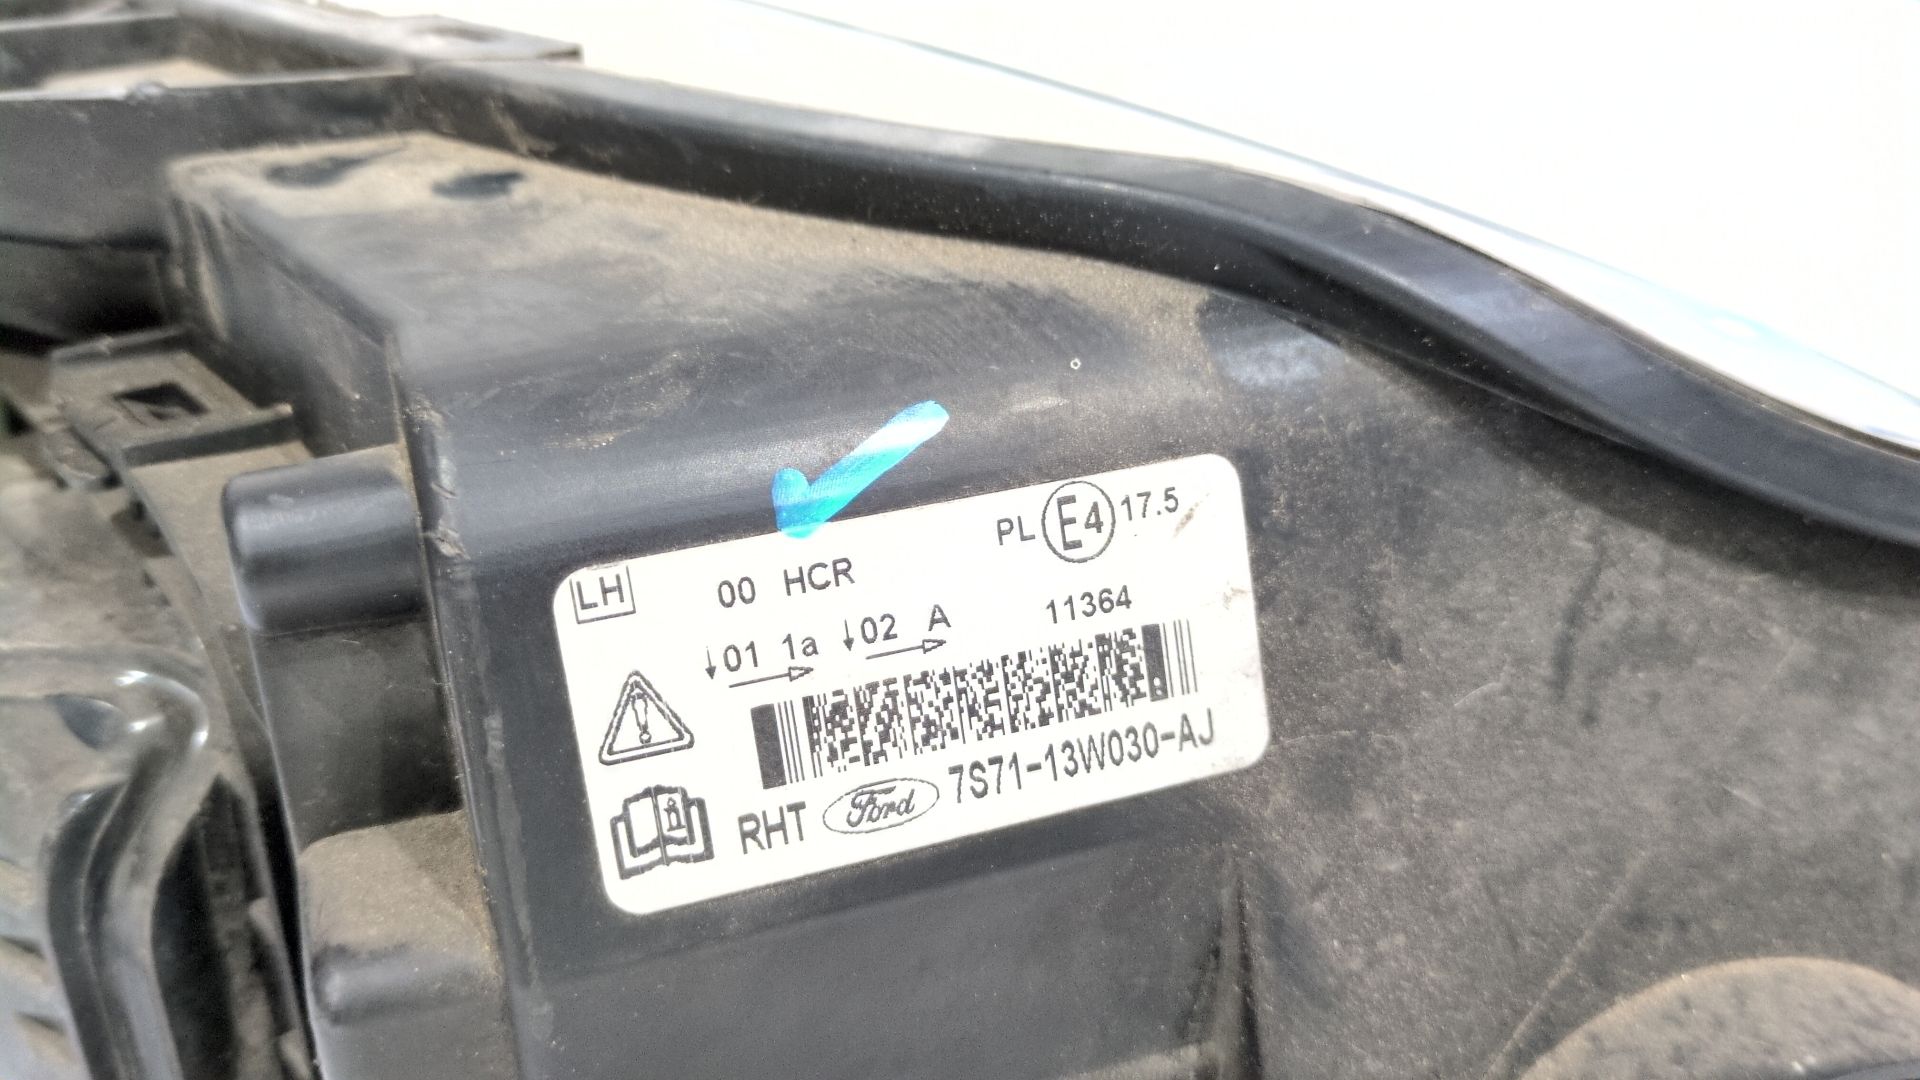 LH 00 HCR PL E4 17.5
↓01 1a ↓02 A 11364
RHT Ford 7S71-13W030-AJ